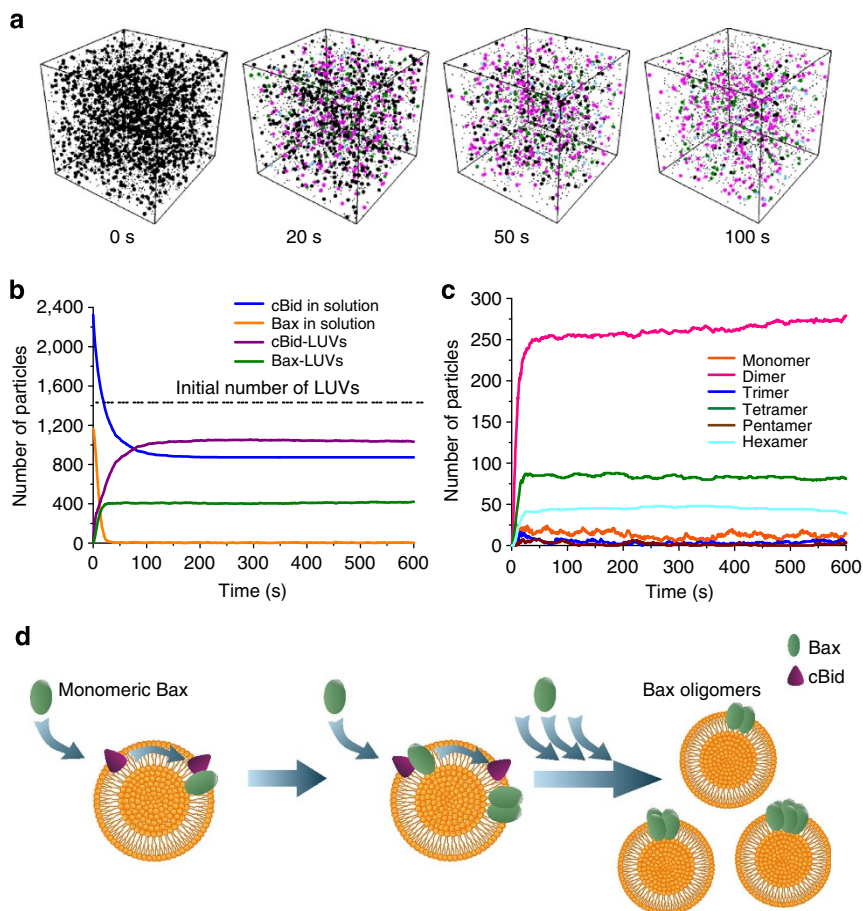 a
0 s
20 s
50 s
100 s
b
2,400
2,000
1,600
1,200
800
400
0
Number of particles
cBid in solution
Bax in solution
cBid-LUVs
Bax-LUVs
Initial number of LUVs
0 100 200 300 400 500 600
Time (s)
c
300
250
200
150
100
50
0
Number of particles
Monomer
Dimer
Trimer
Tetramer
Pentamer
Hexamer
0 100 200 300 400 500 600
Time (s)
d
Monomeric Bax
Bax oligomers
Bax
cBid